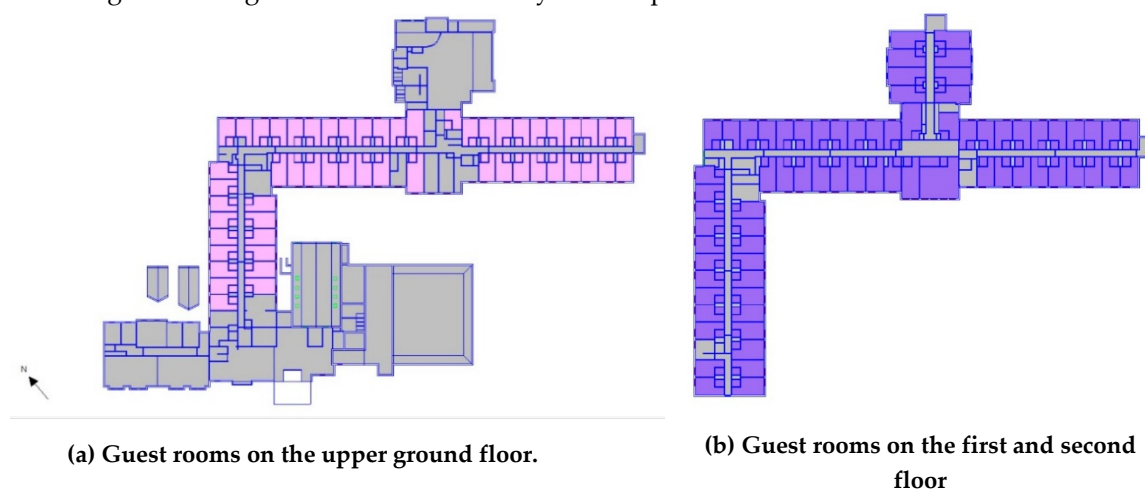 N
(a) Guest rooms on the upper ground floor.
(b) Guest rooms on the first and second
floor